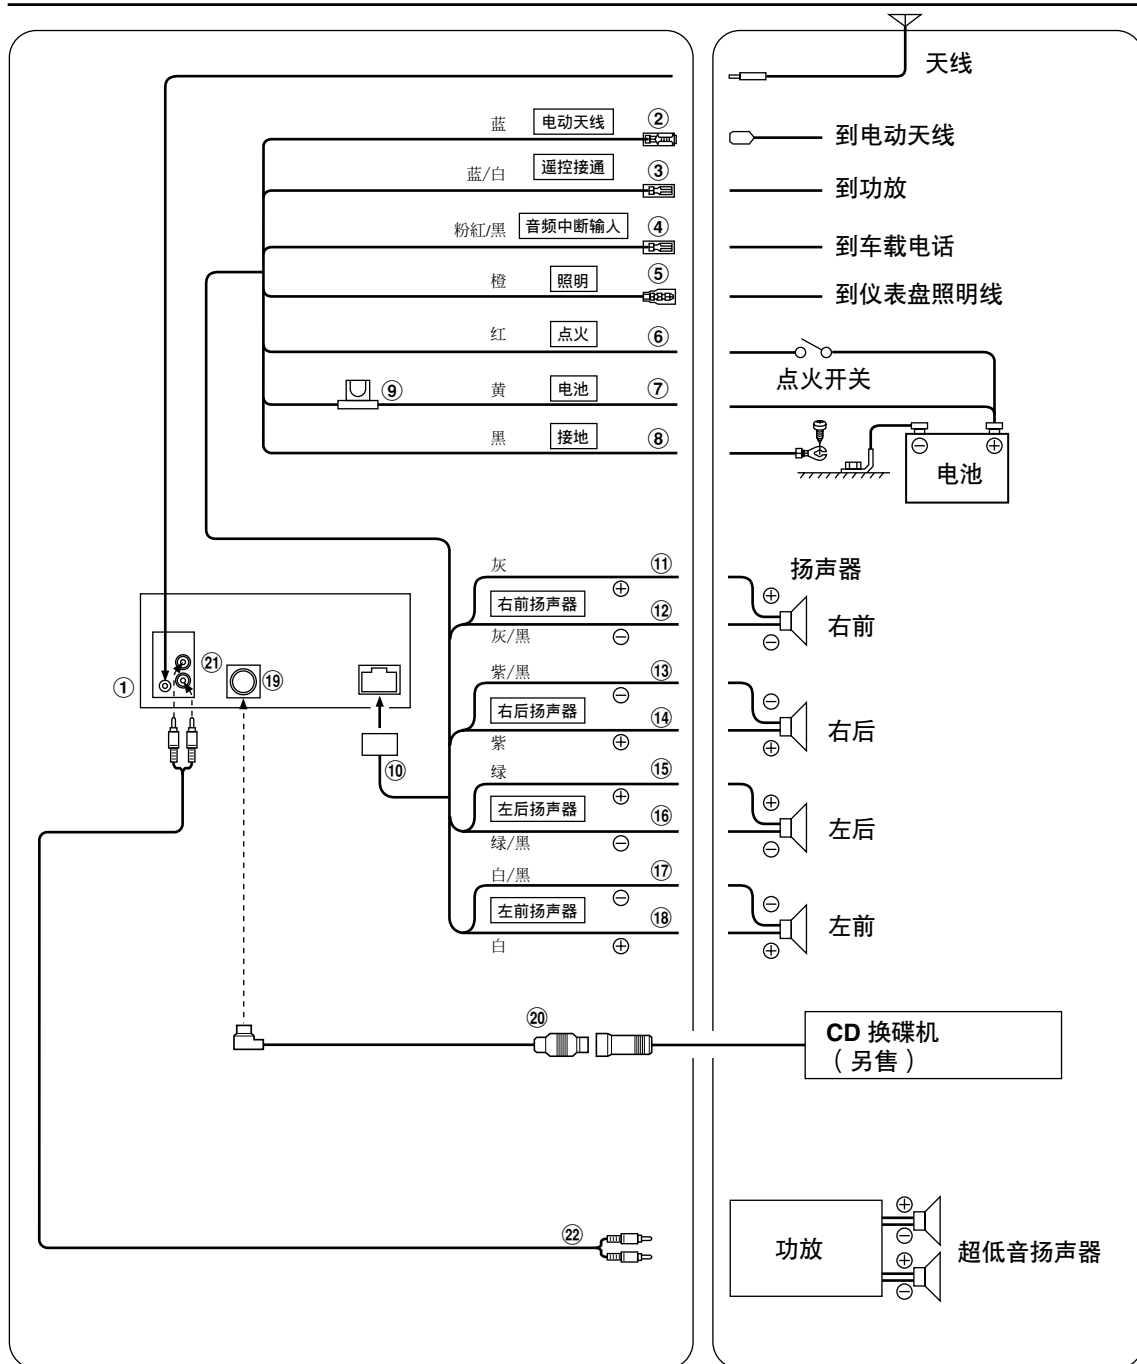 天线
蓝 电动天线 ② 到电动天线
蓝/白 遥控接通 ③ 到功放
粉紅/黑 音频中断输入 ④ 到车载电话
橙 照明 ⑤ 到仪表盘照明线
红 点火 ⑥
点火开关
⑨ 黄 电池 ⑦
黑 接地 ⑧
⊖ ⊕
电池
灰 ⑪ 扬声器
⊕ ⊕
右前扬声器 ⑫ 右前
灰/黑 ⊖ ⊖
紫/黑 ⑬
① ㉑ ⑲
⊖ ⊖
右后扬声器 ⑭ 右后
紫 ⊕ ⊕
⑩ 绿 ⑮
⊕ ⊕
左后扬声器 ⑯ 左后
绿/黑 ⊖ ⊖
白/黑 ⑰
⊖ ⊖
左前扬声器 ⑱ 左前
白 ⊕ ⊕
⑳ CD 换碟机
（另售）
㉒ 功放 超低音扬声器
⊕
⊖
⊕
⊖